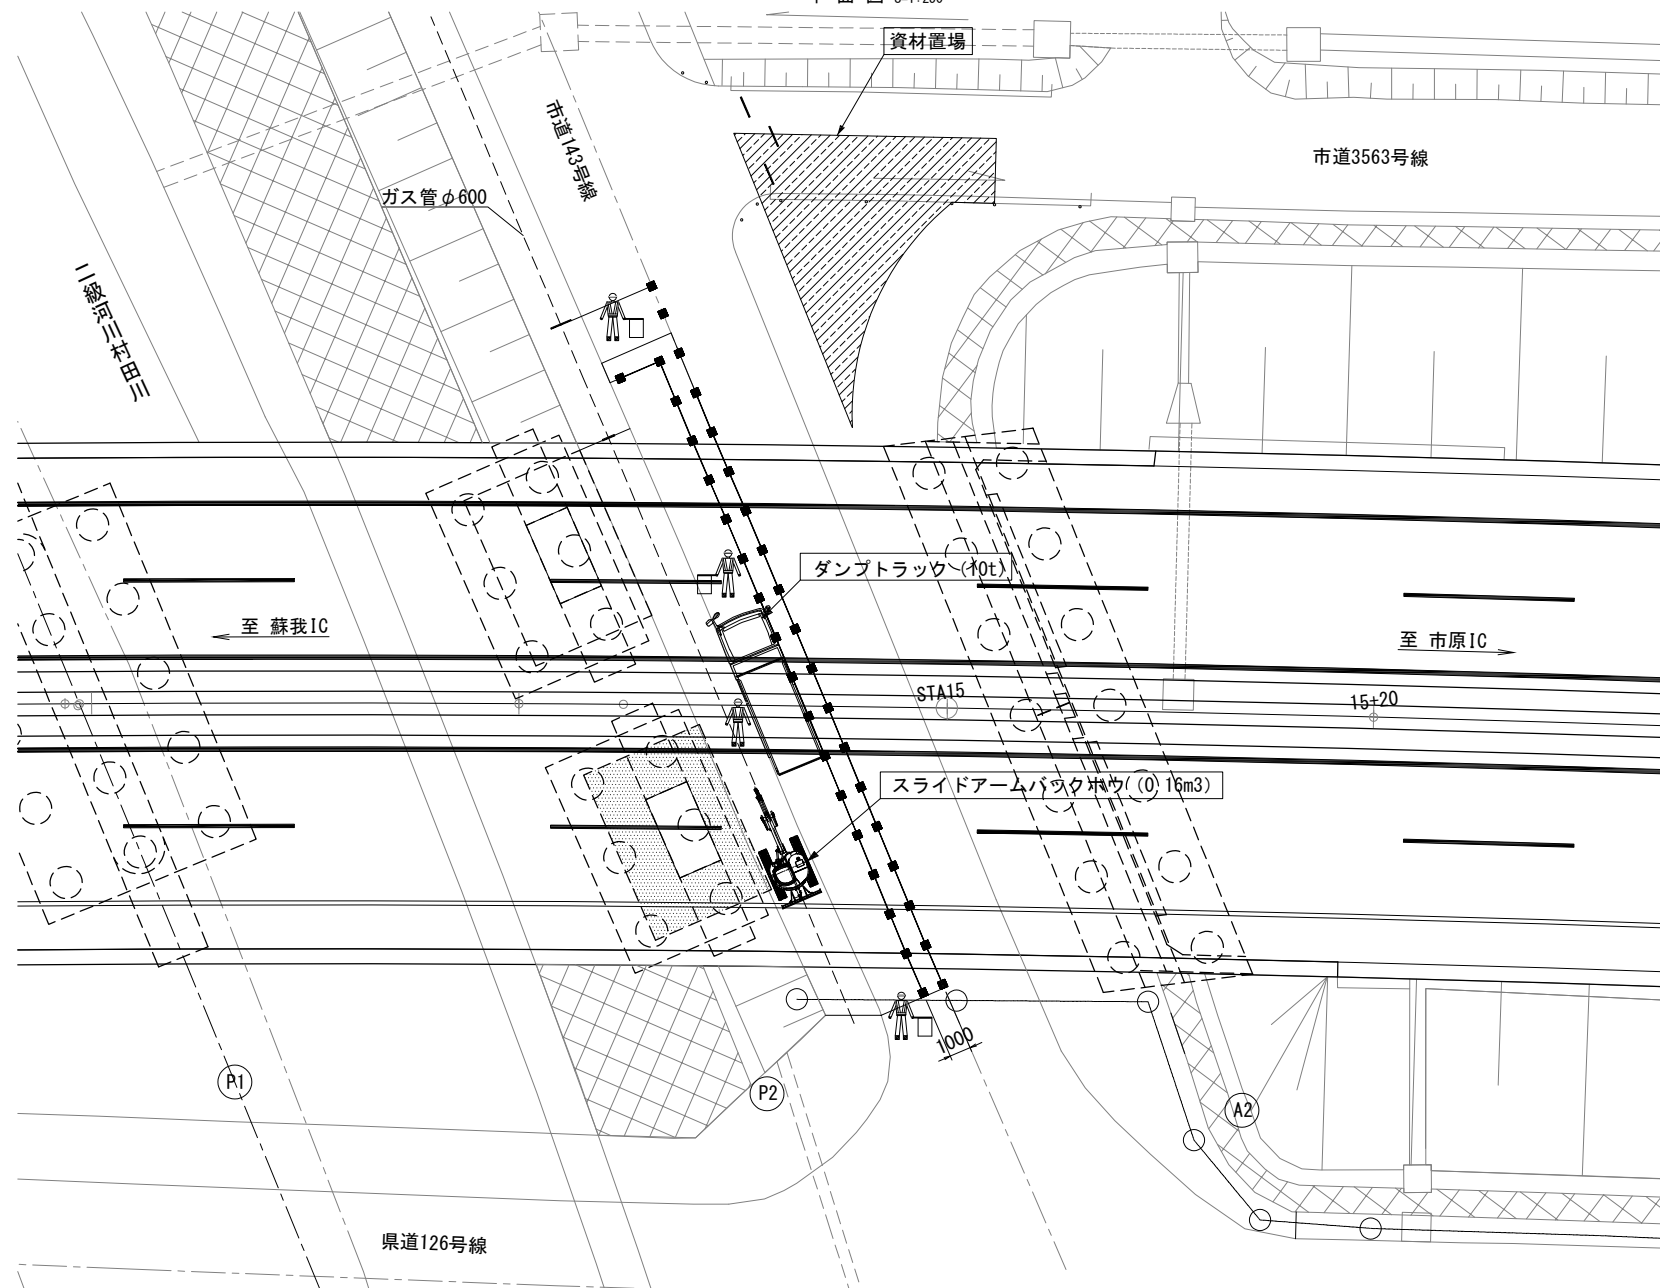 資材置場
市道143号線
市道3563号線
ガス管φ600
二級河川村田川
ダンプトラック (10t)
至 蘇我IC
至 市原IC
STA15
15+20
スライドアームバックホウ (0.16m3)
1000
P1
P2
A2
県道126号線